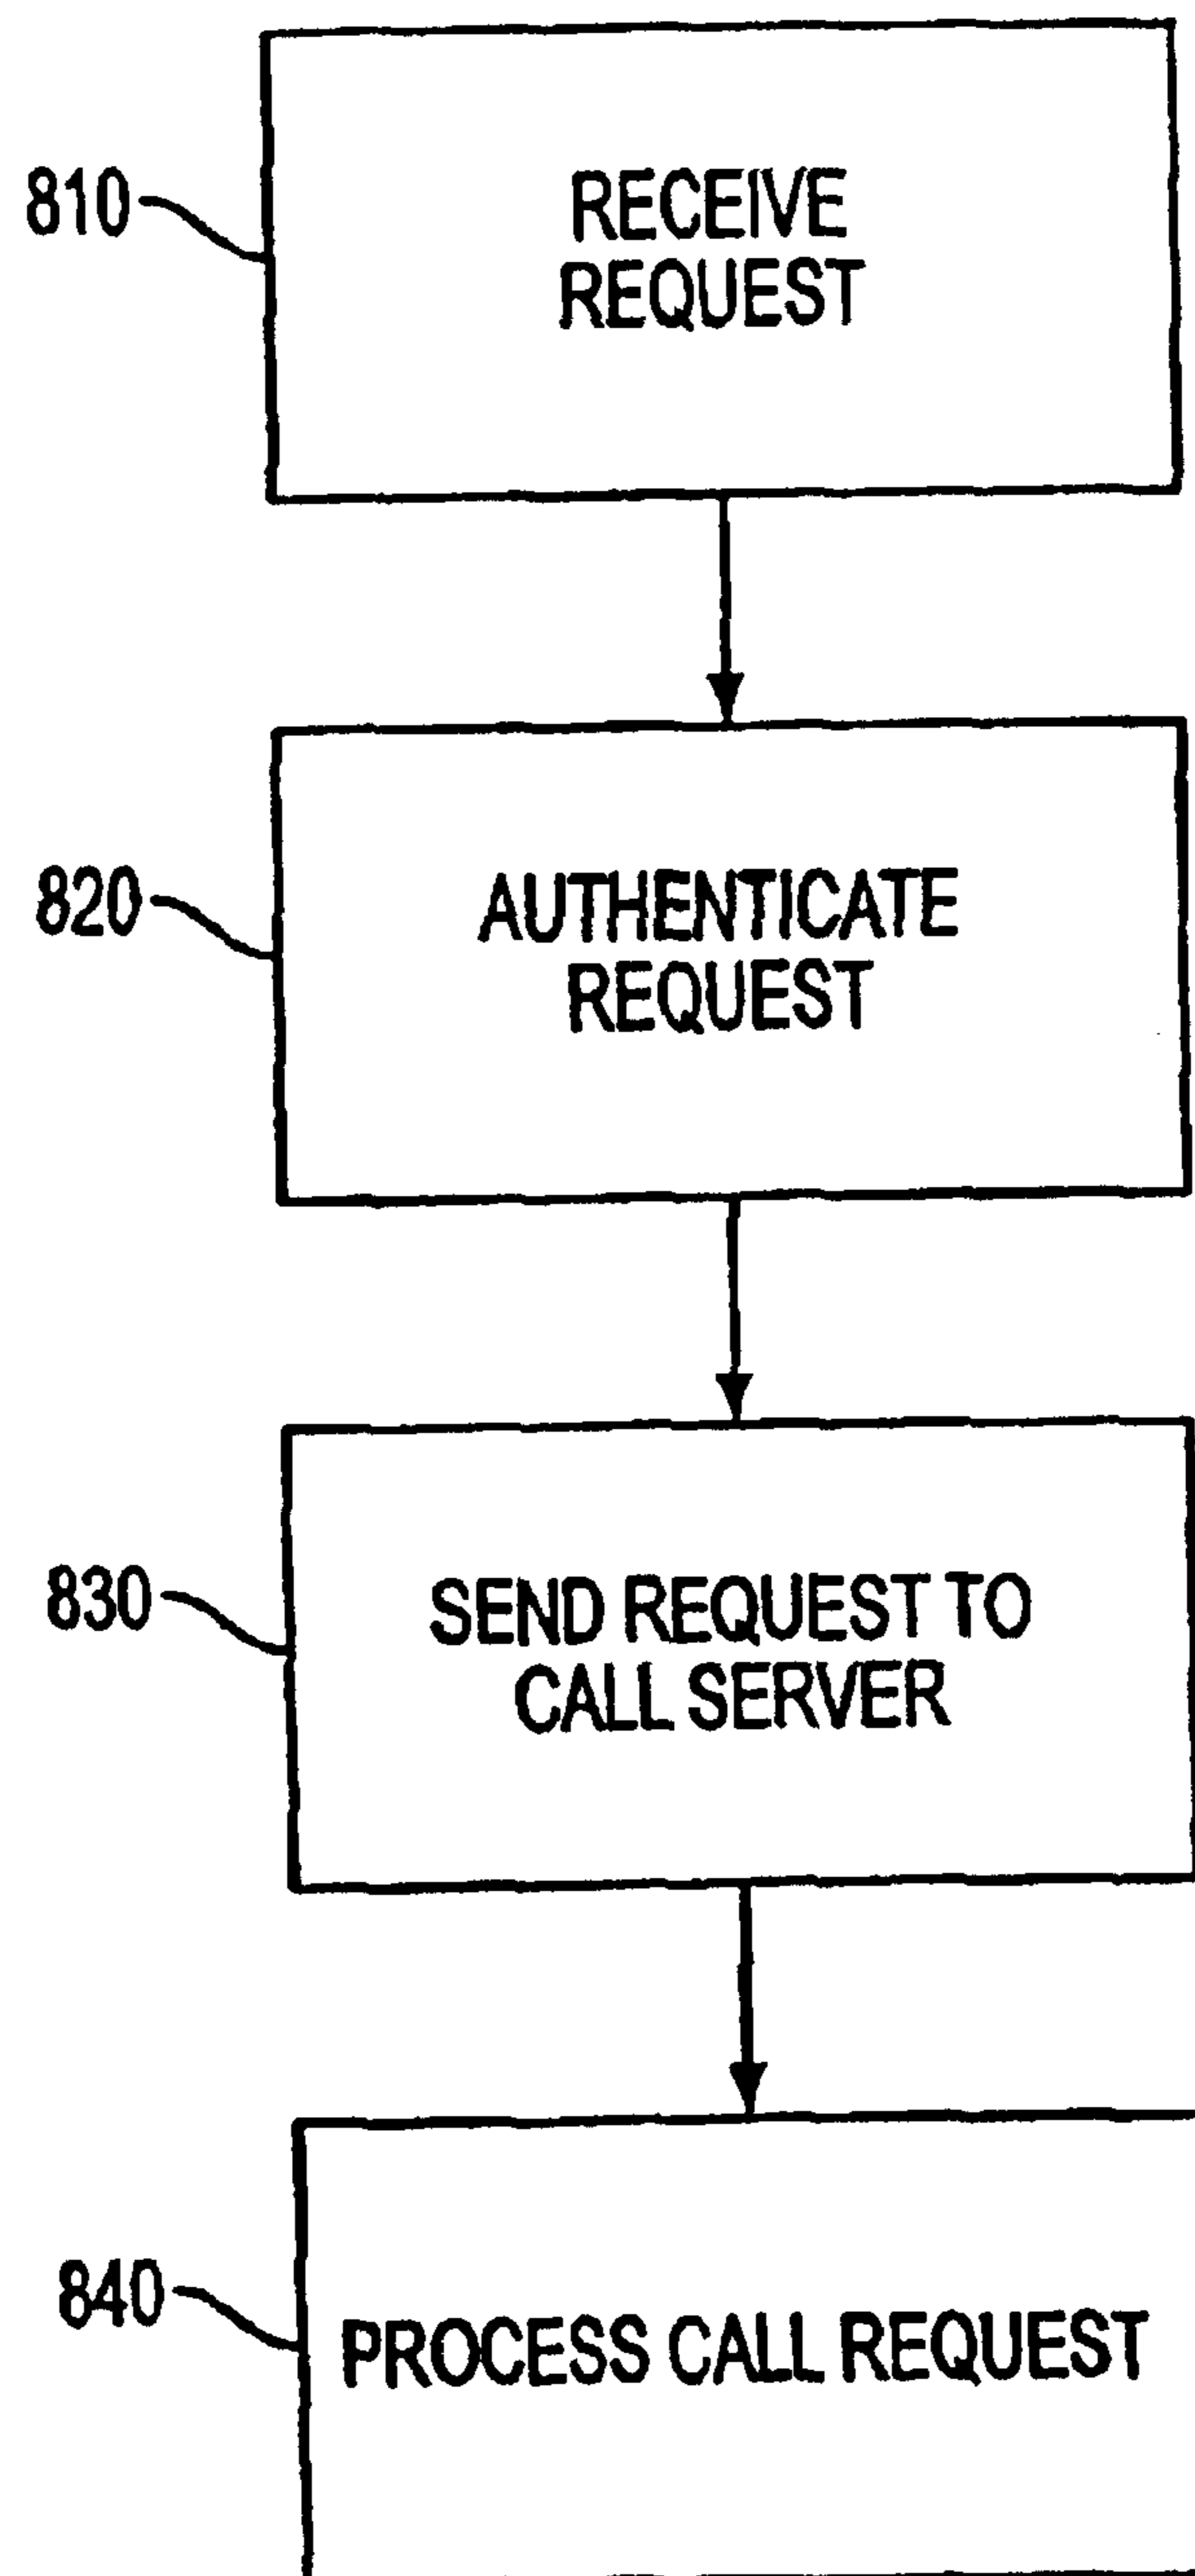 810
RECEIVE
REQUEST
820
AUTHENTICATE
REQUEST
830
SEND REQUEST TO
CALL SERVER
840
PROCESS CALL REQUEST